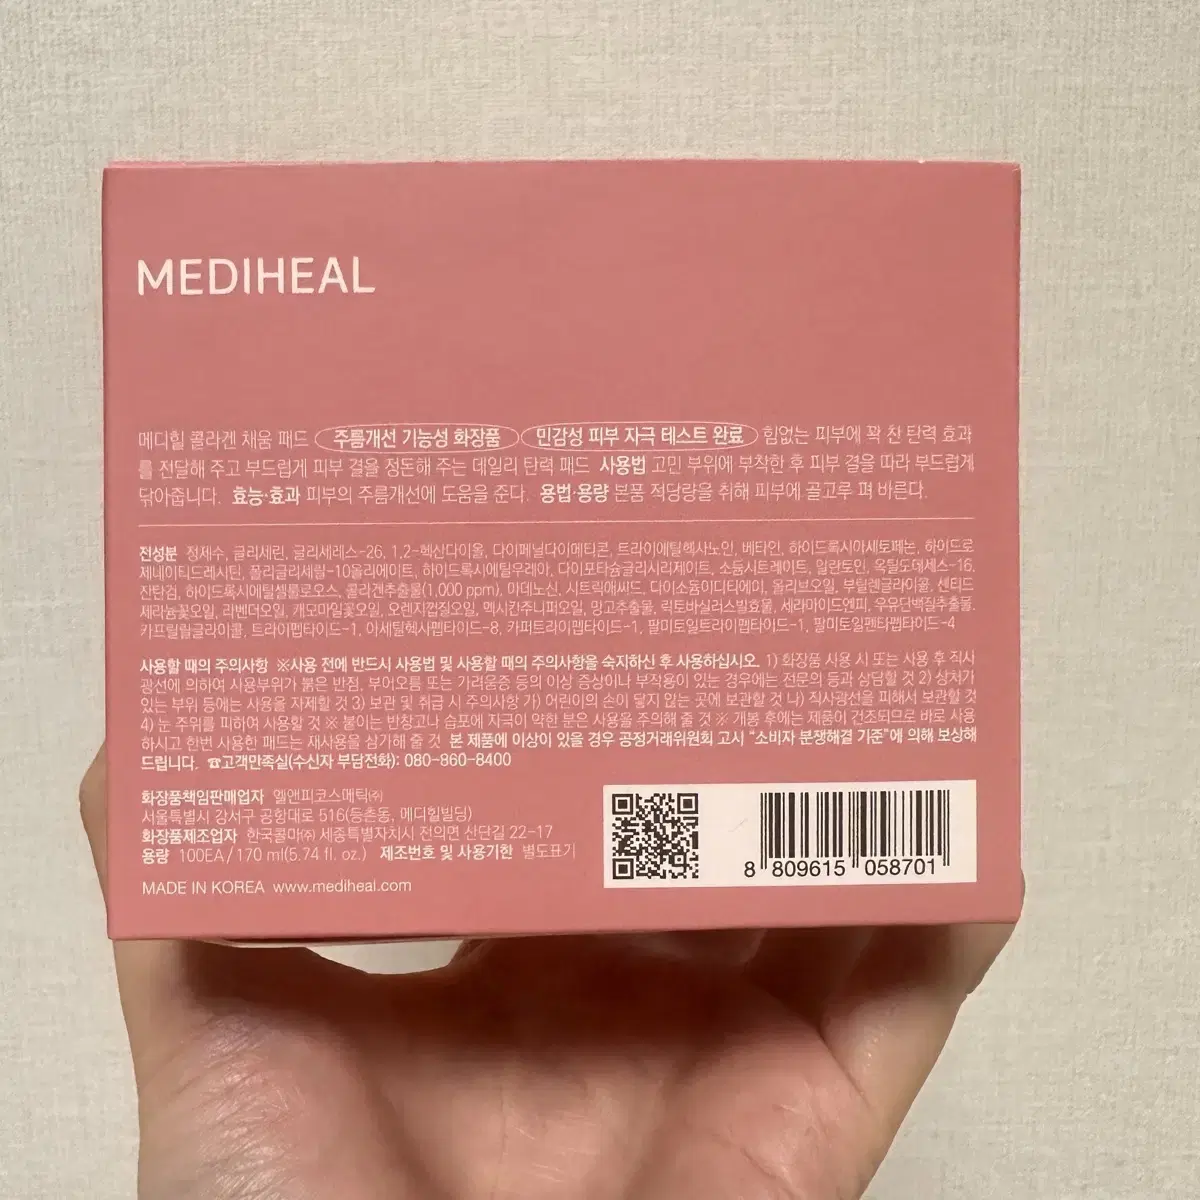 MEDIHEAL
메디힐 콜라겐 채움 패드 주름개선 기능성 화장품 민감성 피부 자극 테스트 완료 힘없는 피부에 꽉 찬 탄력 효과
를 전달해 주고 부드럽게 피부 결을 정돈해 주는 데일리 탄력 패드 사용법 고민 부위에 부착한 후 피부 결을 따라 부드럽게
닦아줍니다. 효능·효과 피부의 주름개선에 도움을 준다. 용법·용량 본품 적당량을 취해 피부에 골고루 펴 바른다.
전성분 정제수, 글리세린, 글리세레스-26, 1,2-헥산다이올, 다이페닐다이메티콘, 트라이에틸헥사노인, 베타인, 하이드록시아세토페논, 하이드로
제네이티드레시틴, 폴리글리세릴-10올리에이트, 하이드록시에틸우레아, 다이포타슘글리시리제이트, 소듐시트레이트, 알란토인, 옥틸도데세스-16,
잔탄검, 하이드록시에틸셀룰로오스, 콜라겐추출물(1,000 ppm), 아데노신, 시트릭애씨드, 다이소듐이디티에이, 올리브오일, 부틸렌글라이콜, 센티드
제라늄꽃오일, 라벤더오일, 캐모마일꽃오일, 오렌지껍질오일, 멕시칸주니퍼오일, 망고추출물, 락토바실러스발효물, 세라마이드엔피, 우유단백질추출물,
카프릴릴글라이콜, 트라이펩타이드-1, 아세틸헥사펩타이드-8, 카퍼트라이펩타이드-1, 팔미토일트라이펩타이드-1, 팔미토일펜타펩타이드-4
사용할 때의 주의사항 ※사용 전에 반드시 사용법 및 사용할 때의 주의사항을 숙지하신 후 사용하십시오. 1) 화장품 사용 시 또는 사용 후 직사
광선에 의하여 사용부위가 붉은 반점, 부어오름 또는 가려움증 등의 이상 증상이나 부작용이 있는 경우에는 전문의 등과 상담할 것 2) 상처가
있는 부위 등에는 사용을 자제할 것 3) 보관 및 취급 시 주의사항 가) 어린이의 손이 닿지 않는 곳에 보관할 것 나) 직사광선을 피해서 보관할 것
4) 눈 주위를 피하여 사용할 것 ※ 붙이는 반창고나 습포에 자극이 약한 분은 사용을 주의해 줄 것 ※ 개봉 후에는 제품이 건조되므로 바로 사용
하시고 한번 사용한 패드는 재사용을 삼가해 줄 것 본 제품에 이상이 있을 경우 공정거래위원회 고시 "소비자 분쟁해결 기준"에 의해 보상해
드립니다. ☎고객만족실(수신자 부담전화): 080-860-8400
화장품책임판매업자 엘앤피코스메틱㈜
서울특별시 강서구 공항대로 516(등촌동, 메디힐빌딩)
화장품제조업자 한국콜마㈜ 세종특별자치시 전의면 산단길 22-17
용량 100EA / 170 ml(5.74 fl. oz.) 제조번호 및 사용기한 별도표기
MADE IN KOREA www.mediheal.com
8 809615 058701